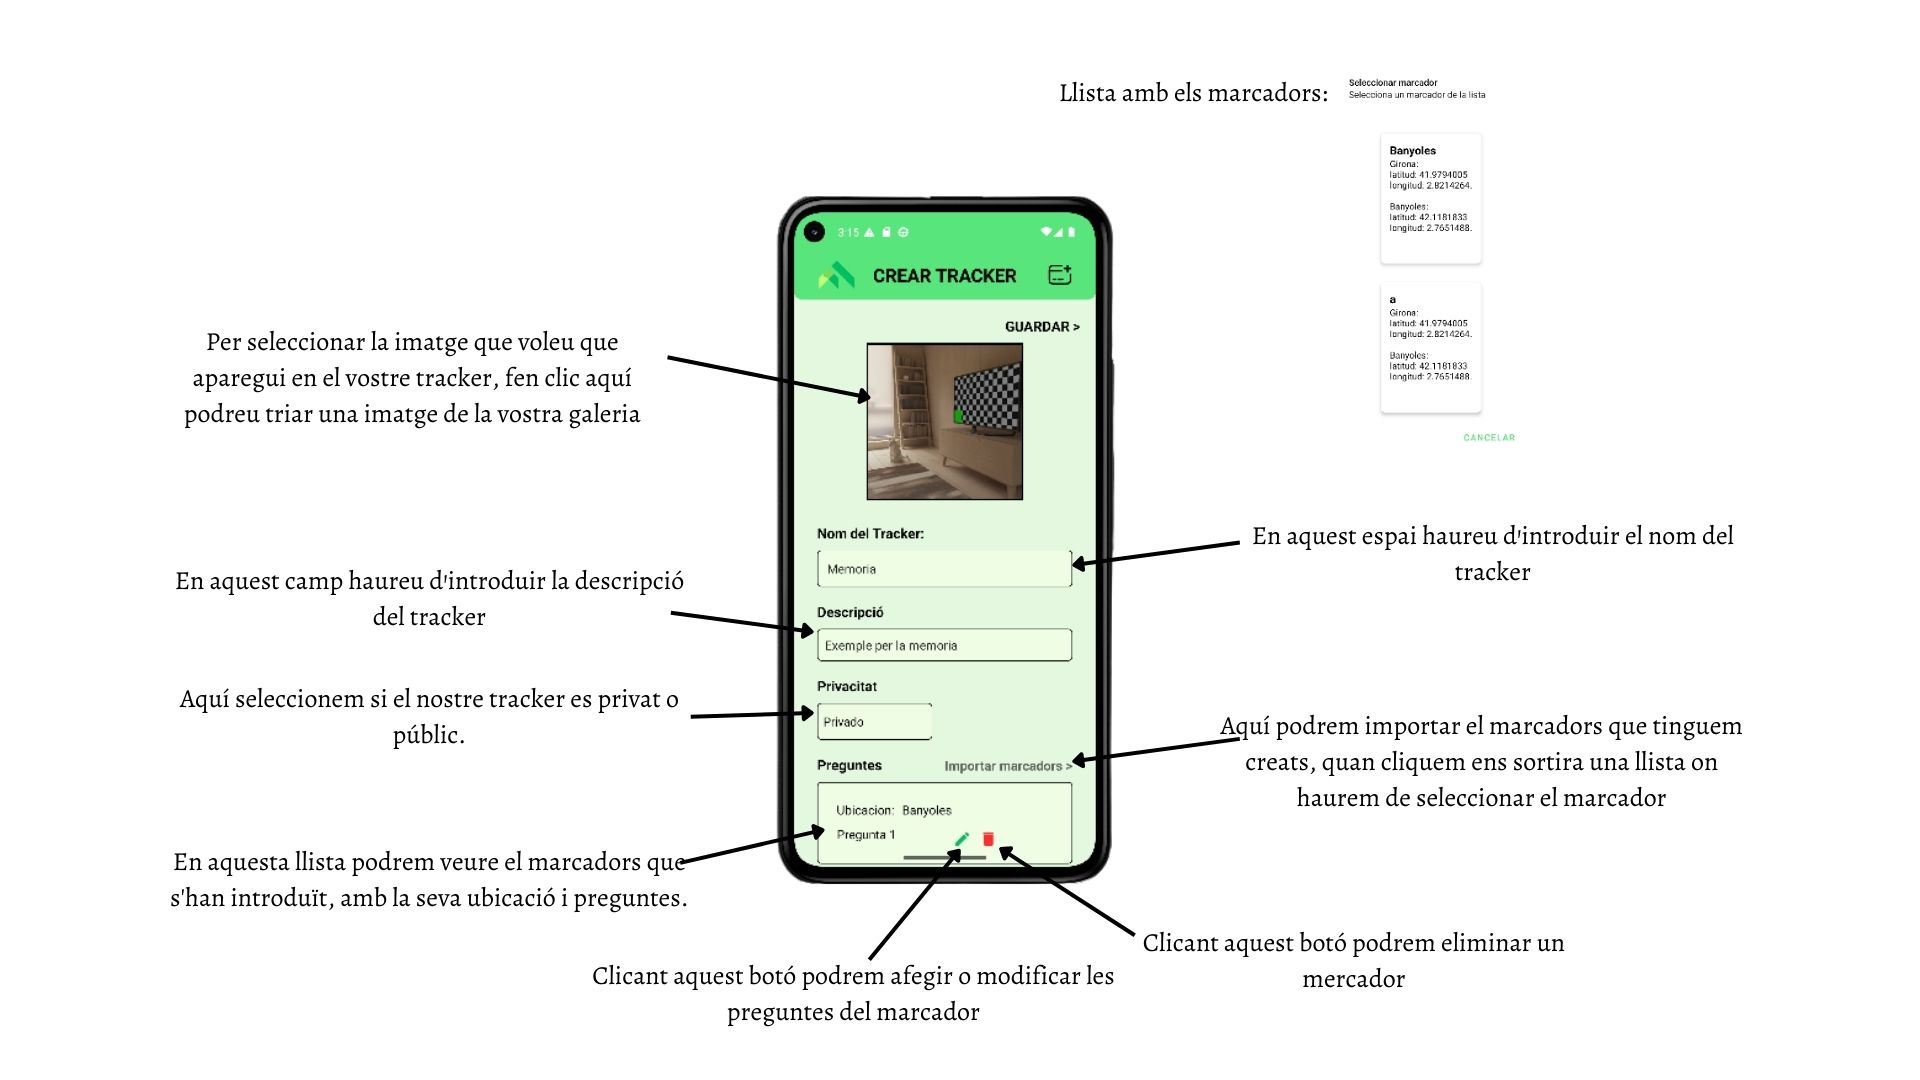 Llista amb els marcadors:
Seleccionar marcador
Selecciona un marcador de la lista
Banyoles
Girona:
latitud: 41.9794005
longitud: 2.8214264.
Banyoles:
latitud: 42.1181833
longitud: 2.7651488.
a
Girona:
latitud: 41.9794005
longitud: 2.8214264.
Banyoles:
latitud: 42.1181833
longitud: 2.7651488.
CANCELAR
3:15
CREAR TRACKER
GUARDAR >
Per seleccionar la imatge que voleu que
aparegui en el vostre tracker, fen clic aquí
podreu triar una imatge de la vostra galeria
Nom del Tracker:
Memoria
En aquest espai haureu d'introduir el nom del
tracker
En aquest camp haureu d'introduir la descripció
del tracker
Descripció
Exemple per la memoria
Aquí seleccionem si el nostre tracker es privat o
públic.
Privacitat
Privado
Preguntes
Importar marcadors >
Aquí podrem importar el marcadors que tinguem
creats, quan cliquem ens sortira una llista on
haurem de seleccionar el marcador
Ubicacion: Banyoles
Pregunta 1
En aquesta llista podrem veure el marcadors que
s'han introduït, amb la seva ubicació i preguntes.
Clicant aquest botó podrem afegir o modificar les
preguntes del marcador
Clicant aquest botó podrem eliminar un
mercador